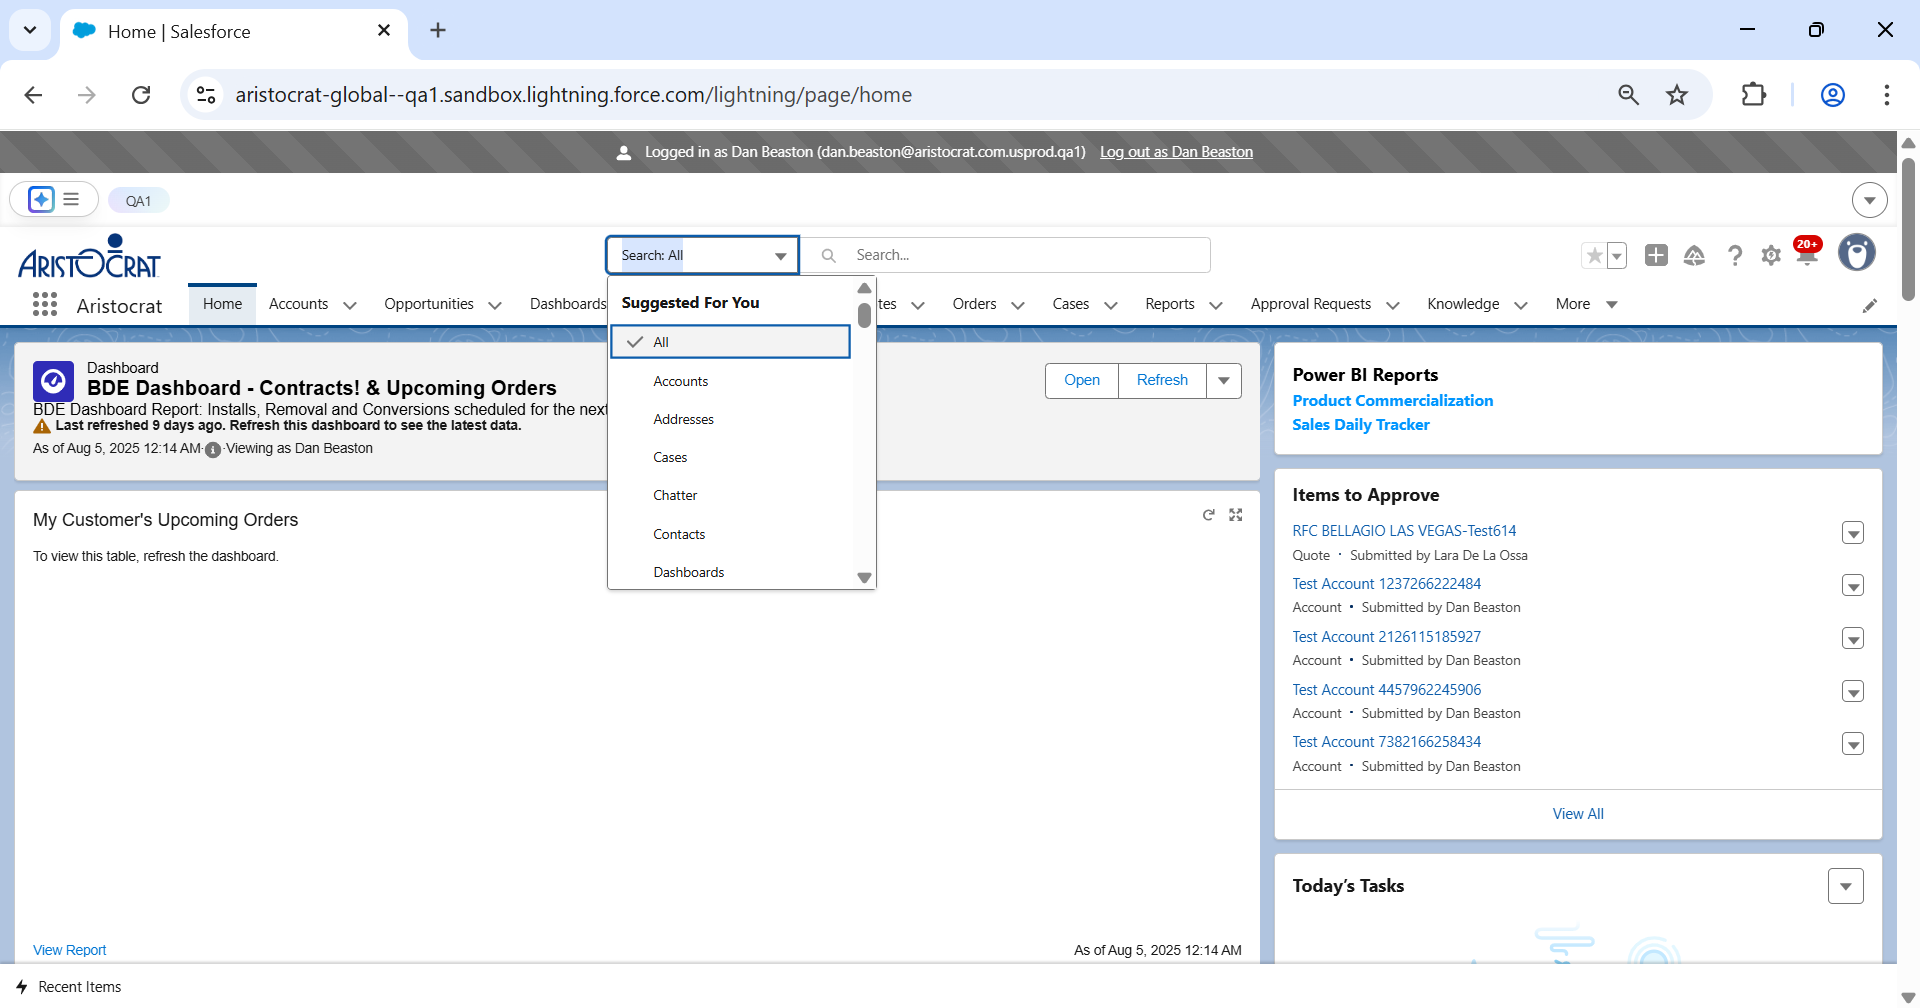 Home | Salesforce
aristocrat-global--qa1.sandbox.lightning.force.com/lightning/page/home
Logged in as Dan Beaston (dan.beaston@aristocrat.com.usprod.qa1) Log out as Dan Beaston
QA1
ARISTOCRAT
Search: All
Search...
20+
Aristocrat
Home
Accounts
Opportunities
Dashboards
tes
Orders
Cases
Reports
Approval Requests
Knowledge
More
Suggested For You
All
Accounts
Addresses
Cases
Chatter
Contacts
Dashboards
Dashboard
BDE Dashboard - Contracts! & Upcoming Orders
BDE Dashboard Report: Installs, Removal and Conversions scheduled for the next
Last refreshed 9 days ago. Refresh this dashboard to see the latest data.
As of Aug 5, 2025 12:14 AM·Viewing as Dan Beaston
Open
Refresh
My Customer's Upcoming Orders
To view this table, refresh the dashboard.
View Report
As of Aug 5, 2025 12:14 AM
Power BI Reports
Product Commercialization
Sales Daily Tracker
Items to Approve
RFC BELLAGIO LAS VEGAS-Test614
Quote • Submitted by Lara De La Ossa
Test Account 1237266222484
Account • Submitted by Dan Beaston
Test Account 2126115185927
Account • Submitted by Dan Beaston
Test Account 4457962245906
Account • Submitted by Dan Beaston
Test Account 7382166258434
Account • Submitted by Dan Beaston
View All
Today's Tasks
Recent Items